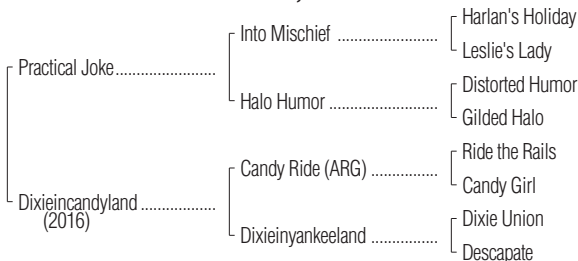 Harlan's Holiday
Into Mischief ..................
Leslie's Lady
Practical Joke.......................
Distorted Humor
Halo Humor ....................
Gilded Halo
Ride the Rails
Candy Ride (ARG) ............
Candy Girl
Dixieincandyland .................
(2016)
Dixie Union
Dixieinyankeeland ............
Descapate